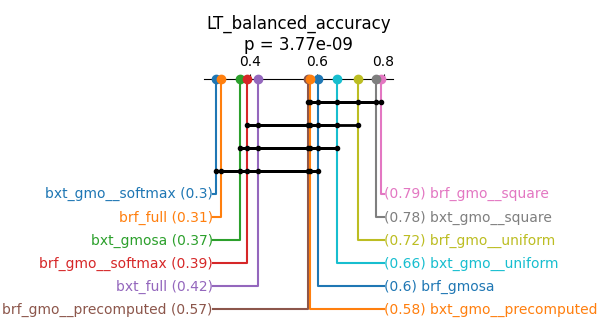 LT_balanced_accuracy
p = 3.77e-09
0.4 0.6 0.8
bxt_gmo__softmax (0.3) (0.79) brf_gmo__square
brf_full (0.31) (0.78) bxt_gmo__square
bxt_gmosa (0.37) (0.72) brf_gmo__uniform
brf_gmo__softmax (0.39) (0.66) bxt_gmo__uniform
bxt_full (0.42) (0.6) brf_gmosa
brf_gmo__precomputed (0.57) (0.58) bxt_gmo__precomputed